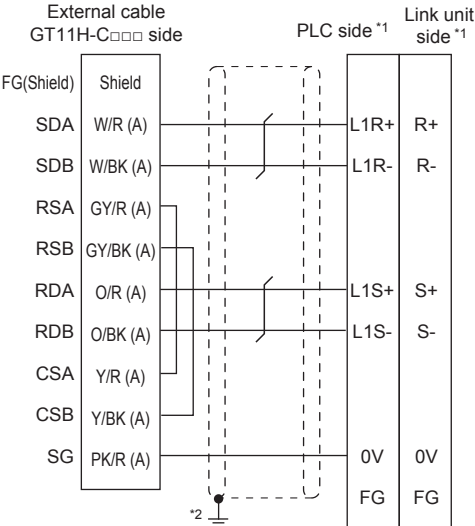 External cable
GT11H-C□□□ side
PLC side *1
Link unit
side *1
FG(Shield) Shield
SDA W/R (A) L1R+ R+
SDB W/BK (A) L1R- R-
RSA GY/R (A)
RSB GY/BK (A)
RDA O/R (A) L1S+ S+
RDB O/BK (A) L1S- S-
CSA Y/R (A)
CSB Y/BK (A)
SG PK/R (A) 0V 0V
FG FG
*2